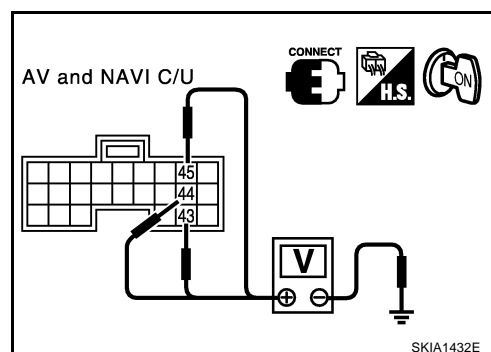 CONNECT
AV and NAVI C/U
H.S.
ON
45
44
43
V
+ −
SKIA1432E